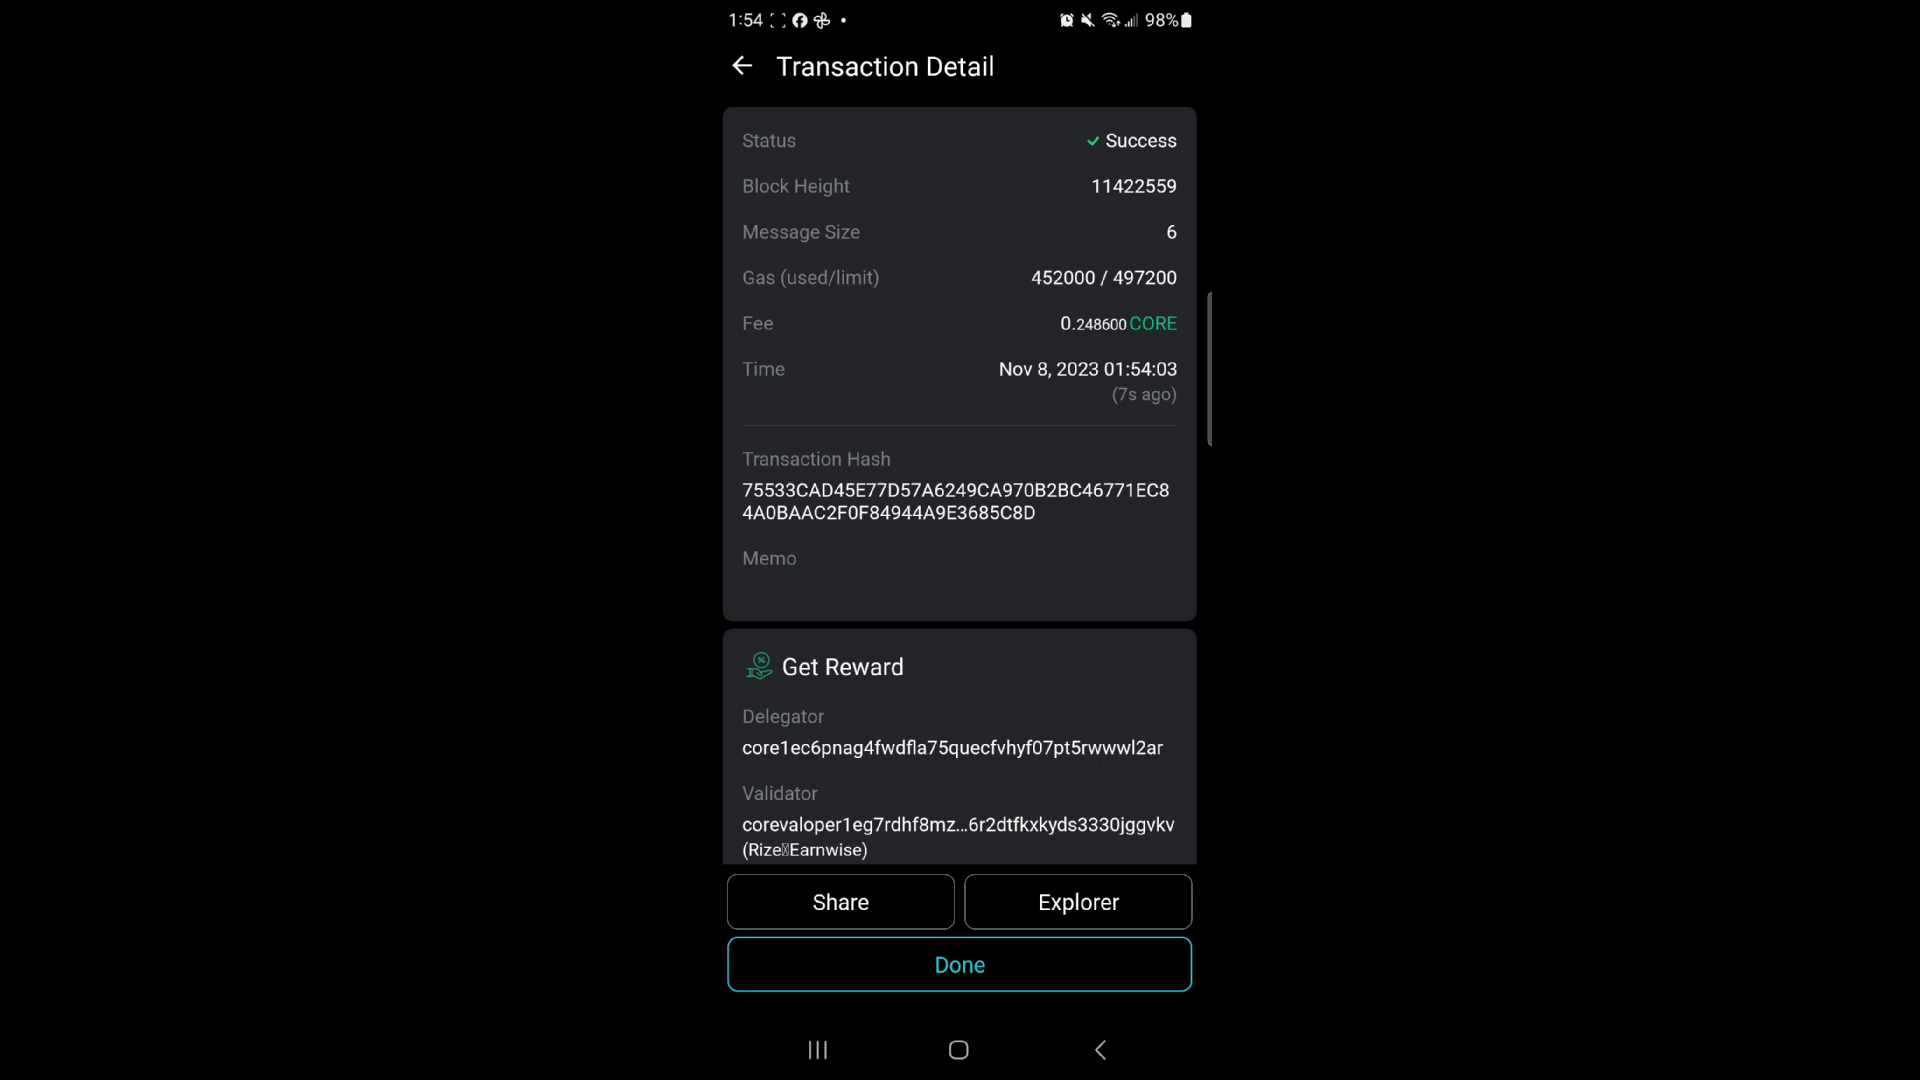 1:54 98%
Transaction Detail
Status Success
Block Height 11422559
Message Size 6
Gas (used/limit) 452000 / 497200
Fee 0.248600 CORE
Time Nov 8, 2023 01:54:03
(7s ago)
Transaction Hash
75533CAD45E77D57A6249CA970B2BC46771EC8
4A0BAAC2F0F84944A9E3685C8D
Memo
Get Reward
Delegator
core1ec6pnag4fwdfla75quecfvhyf07pt5rwwwl2ar
Validator
corevaloper1eg7rdhf8mz...6r2dtfkxkyds3330jggvkv
(Rize Earnwise)
Share Explorer
Done